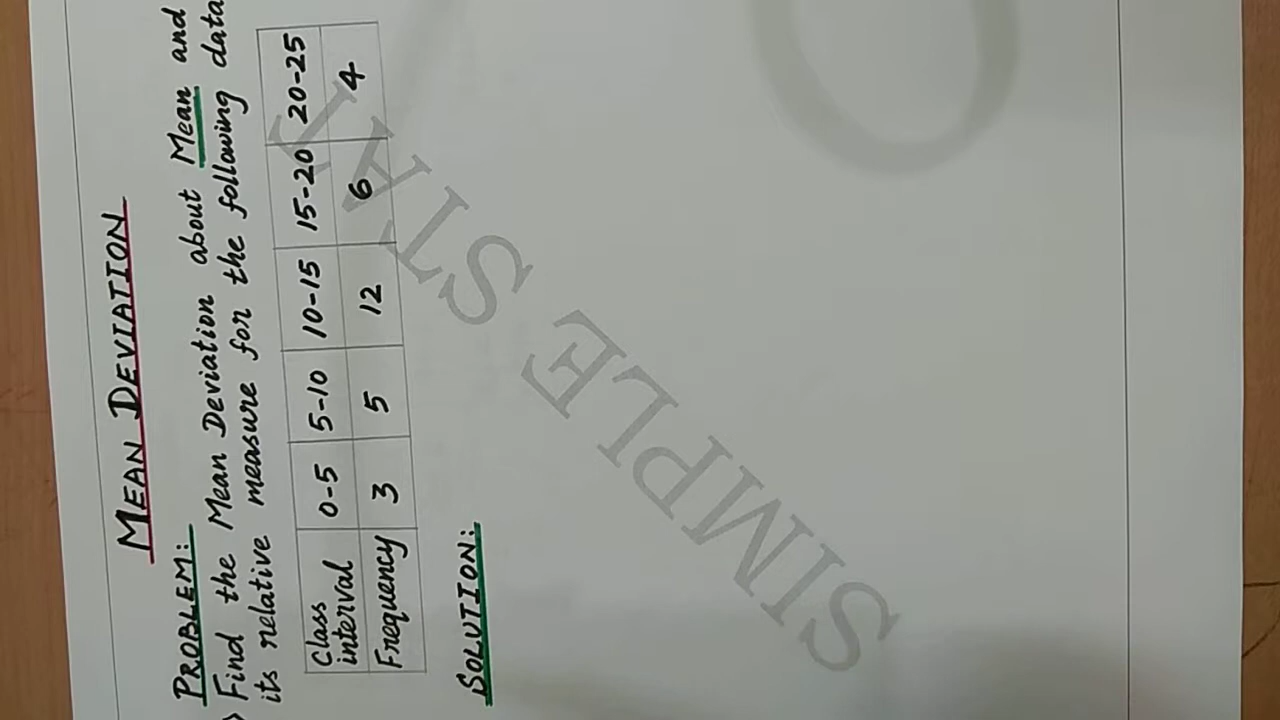 MEAN DEVIATION
PROBLEM:
) Find the Mean Deviation about Mean and
its relative measure for the following data
Class interval 0-5 5-10 10-15 15-20 20-25
Frequency 3 5 12 6 4
SOLUTION:
SIMPLE STA